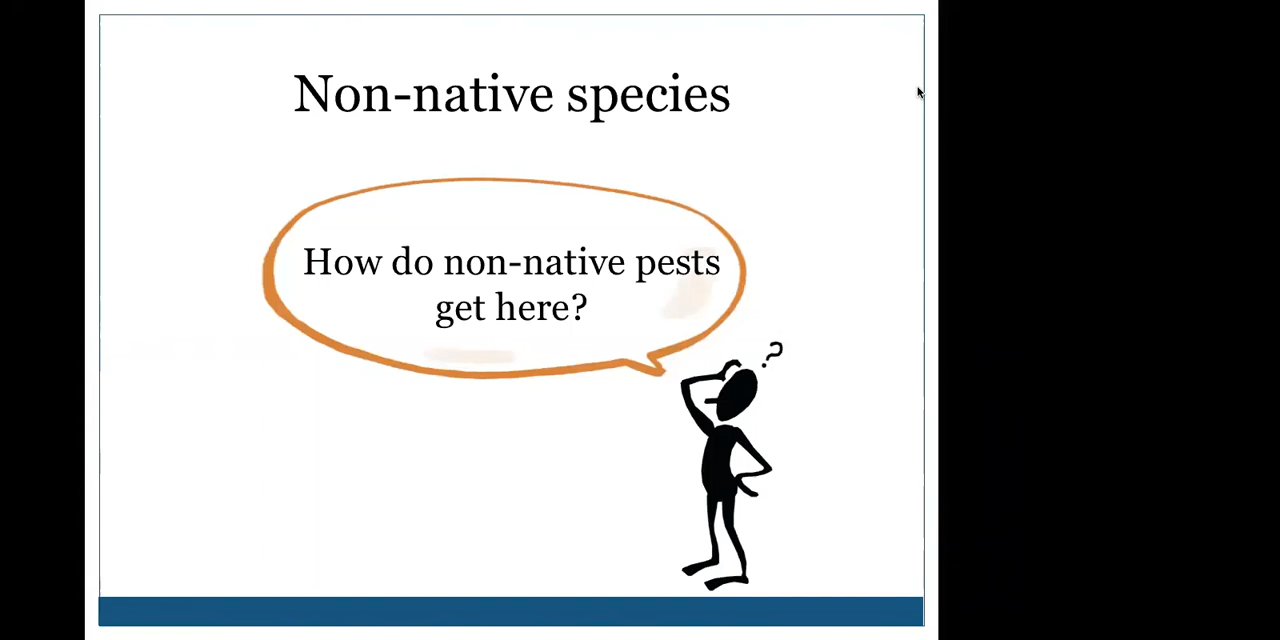 Non-native species
How do non-native pests
get here?
?